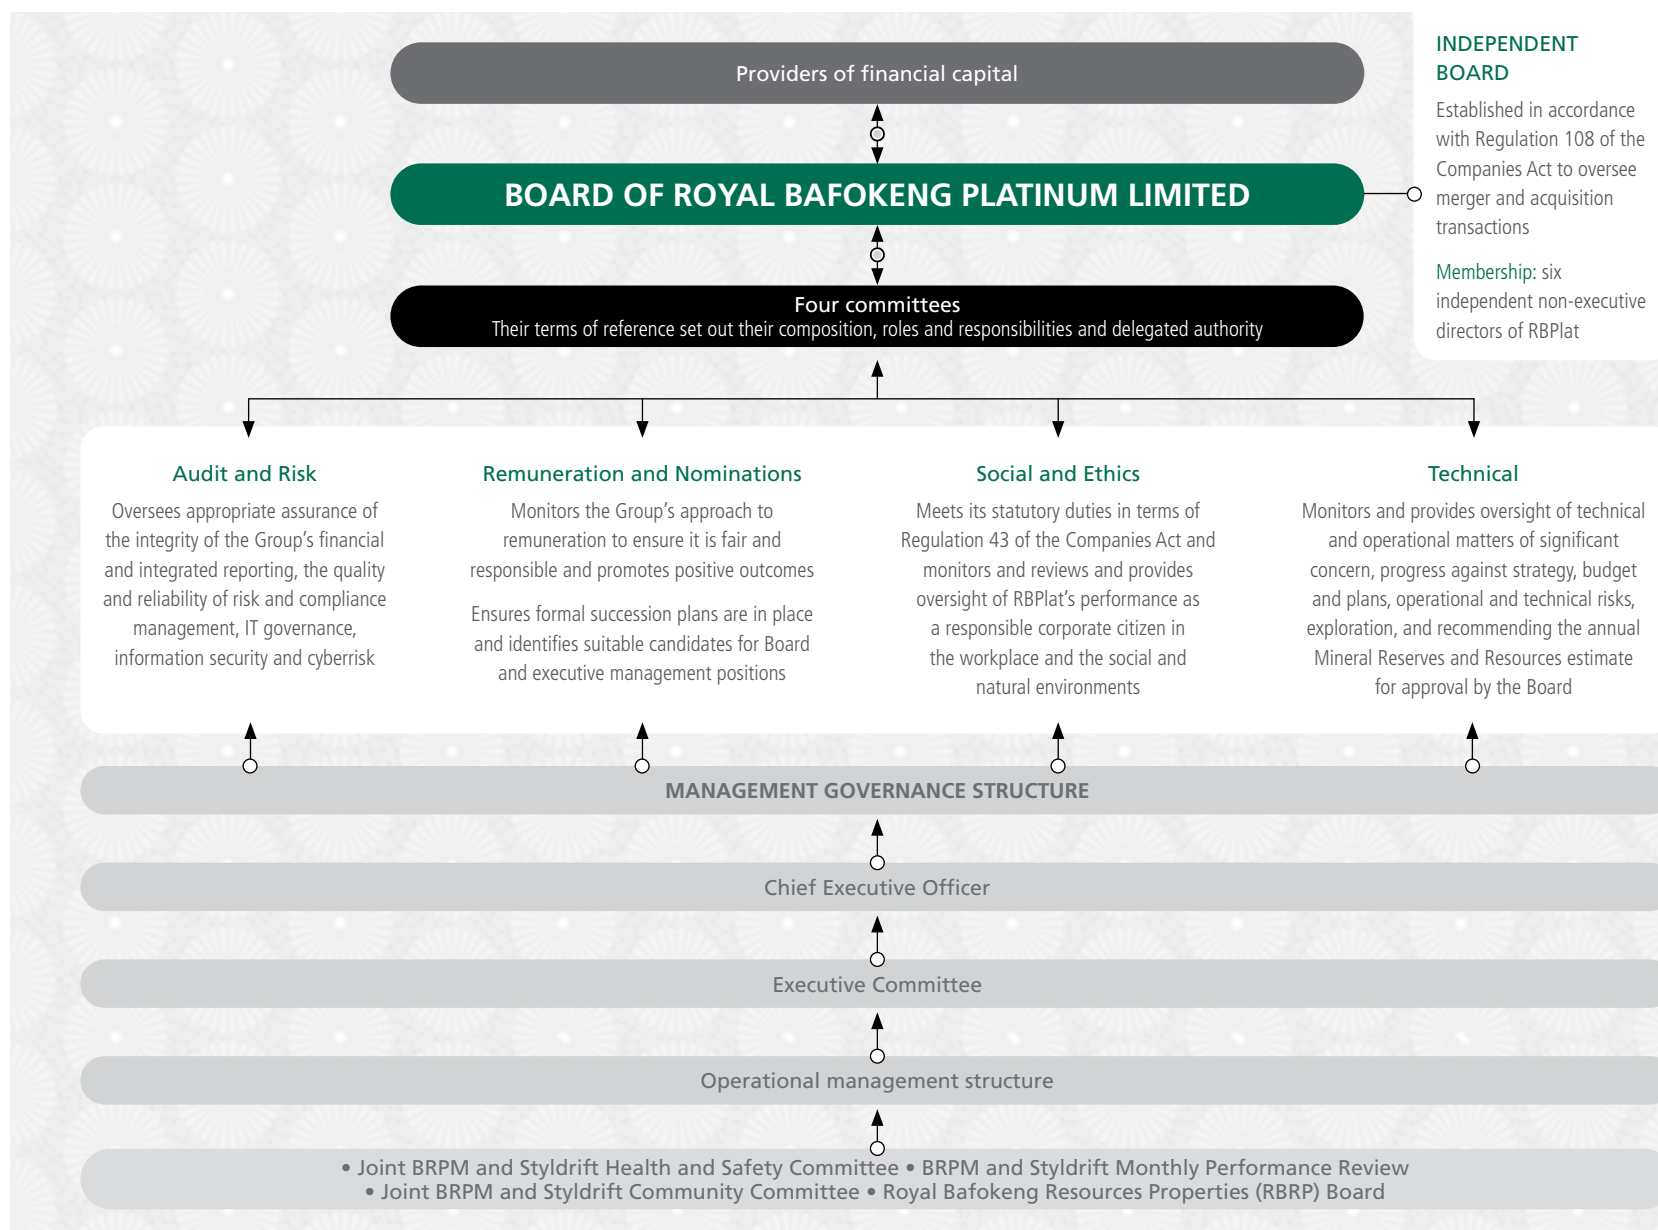 Providers of financial capital
BOARD OF ROYAL BAFOKENG PLATINUM LIMITED
INDEPENDENT
BOARD
Established in accordance
with Regulation 108 of the
Companies Act to oversee
merger and acquisition
transactions
Membership: six
independent non-executive
directors of RBPlat
Four committees
Their terms of reference set out their composition, roles and responsibilities and delegated authority
Audit and Risk
Oversees appropriate assurance of
the integrity of the Group’s financial
and integrated reporting, the quality
and reliability of risk and compliance
management, IT governance,
information security and cyberrisk
Remuneration and Nominations
Monitors the Group’s approach to
remuneration to ensure it is fair and
responsible and promotes positive outcomes
Ensures formal succession plans are in place
and identifies suitable candidates for Board
and executive management positions
Social and Ethics
Meets its statutory duties in terms of
Regulation 43 of the Companies Act and
monitors and reviews and provides
oversight of RBPlat’s performance as
a responsible corporate citizen in
the workplace and the social and
natural environments
Technical
Monitors and provides oversight of technical
and operational matters of significant
concern, progress against strategy, budget
and plans, operational and technical risks,
exploration, and recommending the annual
Mineral Reserves and Resources estimate
for approval by the Board
MANAGEMENT GOVERNANCE STRUCTURE
Chief Executive Officer
Executive Committee
Operational management structure
• Joint BRPM and Styldrift Health and Safety Committee • BRPM and Styldrift Monthly Performance Review
• Joint BRPM and Styldrift Community Committee • Royal Bafokeng Resources Properties (RBRP) Board